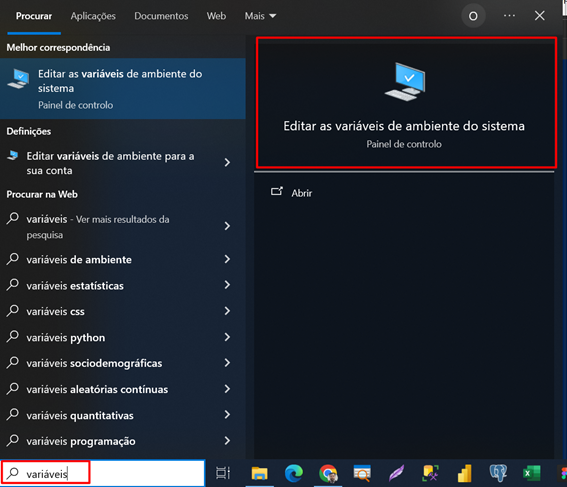 Procurar Aplicações Documentos Web Mais O
Melhor correspondência
Editar as variáveis de ambiente do
sistema
Painel de controlo
Definições
Editar variáveis de ambiente para a
sua conta
Procurar na Web
variáveis - Ver mais resultados da
pesquisa
variáveis de ambiente
variáveis estatísticas
variáveis css
variáveis python
variáveis sociodemográficas
variáveis aleatórias contínuas
variáveis quantitativas
variáveis programação
Editar as variáveis de ambiente do sistema
Painel de controlo
Abrir
variáveis